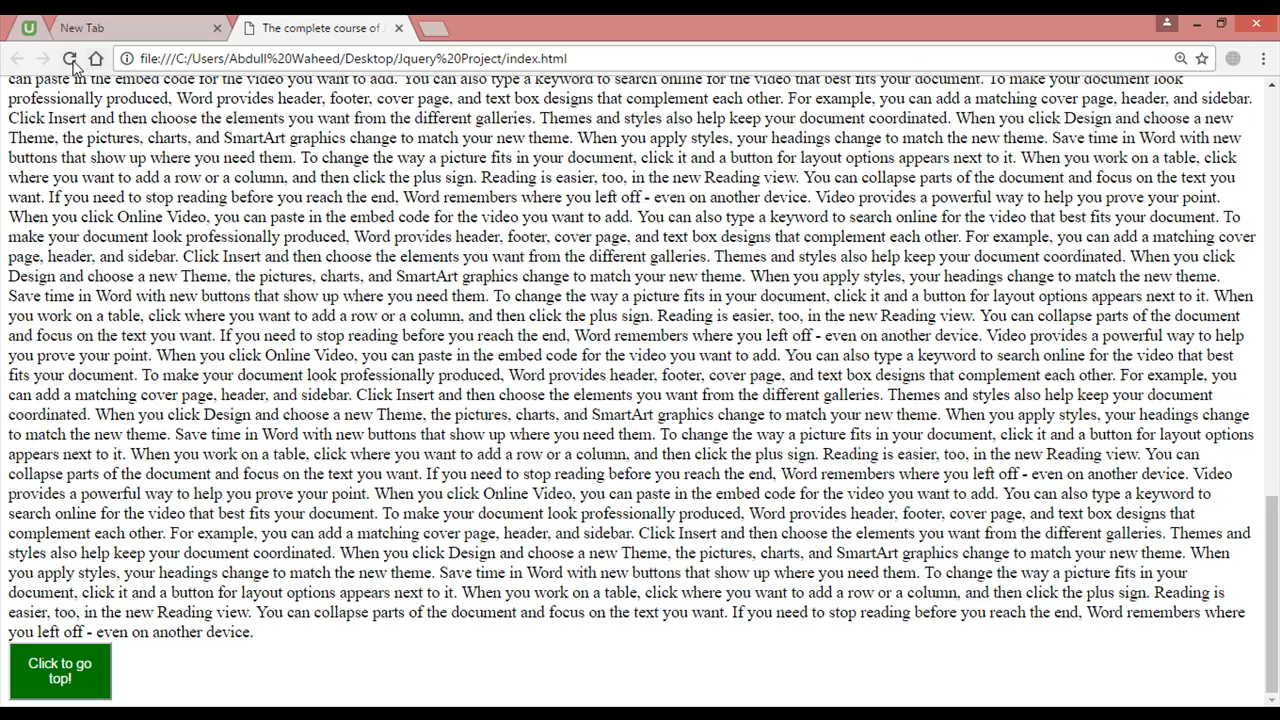 New Tab
The complete course of
file:///C:/Users/Abdull%20Waheed/Desktop/Jquery%20Project/index.html
can paste in the embed code for the video you want to add. You can also type a keyword to search online for the video that best fits your document. To make your document look
professionally produced, Word provides header, footer, cover page, and text box designs that complement each other. For example, you can add a matching cover page, header, and sidebar.
Click Insert and then choose the elements you want from the different galleries. Themes and styles also help keep your document coordinated. When you click Design and choose a new
Theme, the pictures, charts, and SmartArt graphics change to match your new theme. When you apply styles, your headings change to match the new theme. Save time in Word with new
buttons that show up where you need them. To change the way a picture fits in your document, click it and a button for layout options appears next to it. When you work on a table, click
where you want to add a row or a column, and then click the plus sign. Reading is easier, too, in the new Reading view. You can collapse parts of the document and focus on the text you
want. If you need to stop reading before you reach the end, Word remembers where you left off - even on another device. Video provides a powerful way to help you prove your point.
When you click Online Video, you can paste in the embed code for the video you want to add. You can also type a keyword to search online for the video that best fits your document. To
make your document look professionally produced, Word provides header, footer, cover page, and text box designs that complement each other. For example, you can add a matching cover
page, header, and sidebar. Click Insert and then choose the elements you want from the different galleries. Themes and styles also help keep your document coordinated. When you click
Design and choose a new Theme, the pictures, charts, and SmartArt graphics change to match your new theme. When you apply styles, your headings change to match the new theme.
Save time in Word with new buttons that show up where you need them. To change the way a picture fits in your document, click it and a button for layout options appears next to it. When
you work on a table, click where you want to add a row or a column, and then click the plus sign. Reading is easier, too, in the new Reading view. You can collapse parts of the document
and focus on the text you want. If you need to stop reading before you reach the end, Word remembers where you left off - even on another device. Video provides a powerful way to help
you prove your point. When you click Online Video, you can paste in the embed code for the video you want to add. You can also type a keyword to search online for the video that best
fits your document. To make your document look professionally produced, Word provides header, footer, cover page, and text box designs that complement each other. For example, you
can add a matching cover page, header, and sidebar. Click Insert and then choose the elements you want from the different galleries. Themes and styles also help keep your document
coordinated. When you click Design and choose a new Theme, the pictures, charts, and SmartArt graphics change to match your new theme. When you apply styles, your headings change
to match the new theme. Save time in Word with new buttons that show up where you need them. To change the way a picture fits in your document, click it and a button for layout options
appears next to it. When you work on a table, click where you want to add a row or a column, and then click the plus sign. Reading is easier, too, in the new Reading view. You can
collapse parts of the document and focus on the text you want. If you need to stop reading before you reach the end, Word remembers where you left off - even on another device. Video
provides a powerful way to help you prove your point. When you click Online Video, you can paste in the embed code for the video you want to add. You can also type a keyword to
search online for the video that best fits your document. To make your document look professionally produced, Word provides header, footer, cover page, and text box designs that
complement each other. For example, you can add a matching cover page, header, and sidebar. Click Insert and then choose the elements you want from the different galleries. Themes and
styles also help keep your document coordinated. When you click Design and choose a new Theme, the pictures, charts, and SmartArt graphics change to match your new theme. When
you apply styles, your headings change to match the new theme. Save time in Word with new buttons that show up where you need them. To change the way a picture fits in your
document, click it and a button for layout options appears next to it. When you work on a table, click where you want to add a row or a column, and then click the plus sign. Reading is
easier, too, in the new Reading view. You can collapse parts of the document and focus on the text you want. If you need to stop reading before you reach the end, Word remembers where
you left off - even on another device.
Click to go
top!